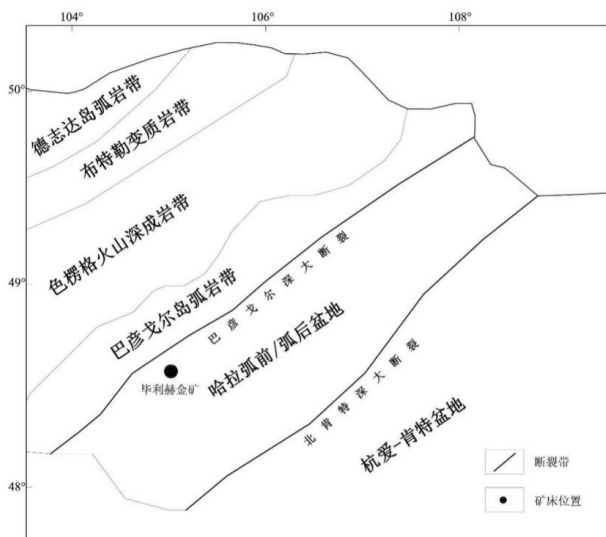 104°
106°
108°
50°
德志达岛弧岩带
布特勒变质岩带
色楞格火山深成岩带
49°
巴彦戈尔岛弧岩带
巴彦戈尔深大断裂
哈拉弧前/弧后盆地
毕利赫金矿
北肯特深大断裂
杭爱-肯特盆地
断裂带
48°
矿床位置